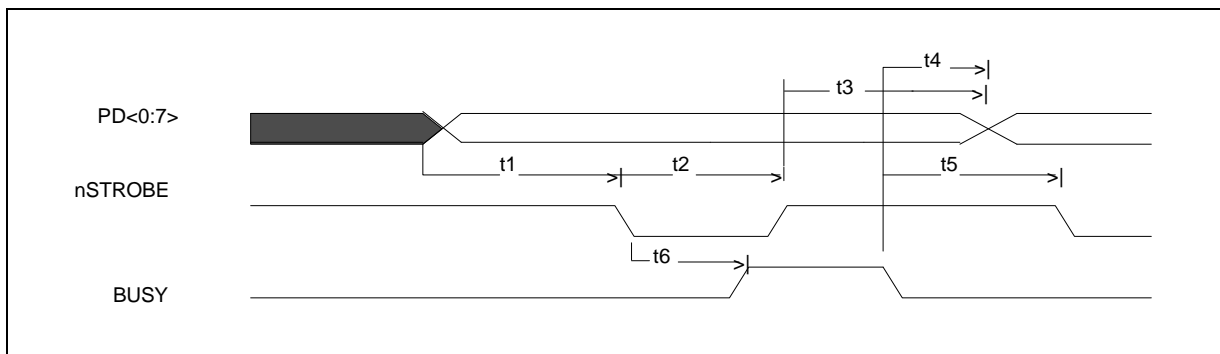 t4
t3
PD<0:7>
t1
t2
t5
nSTROBE
t6
BUSY